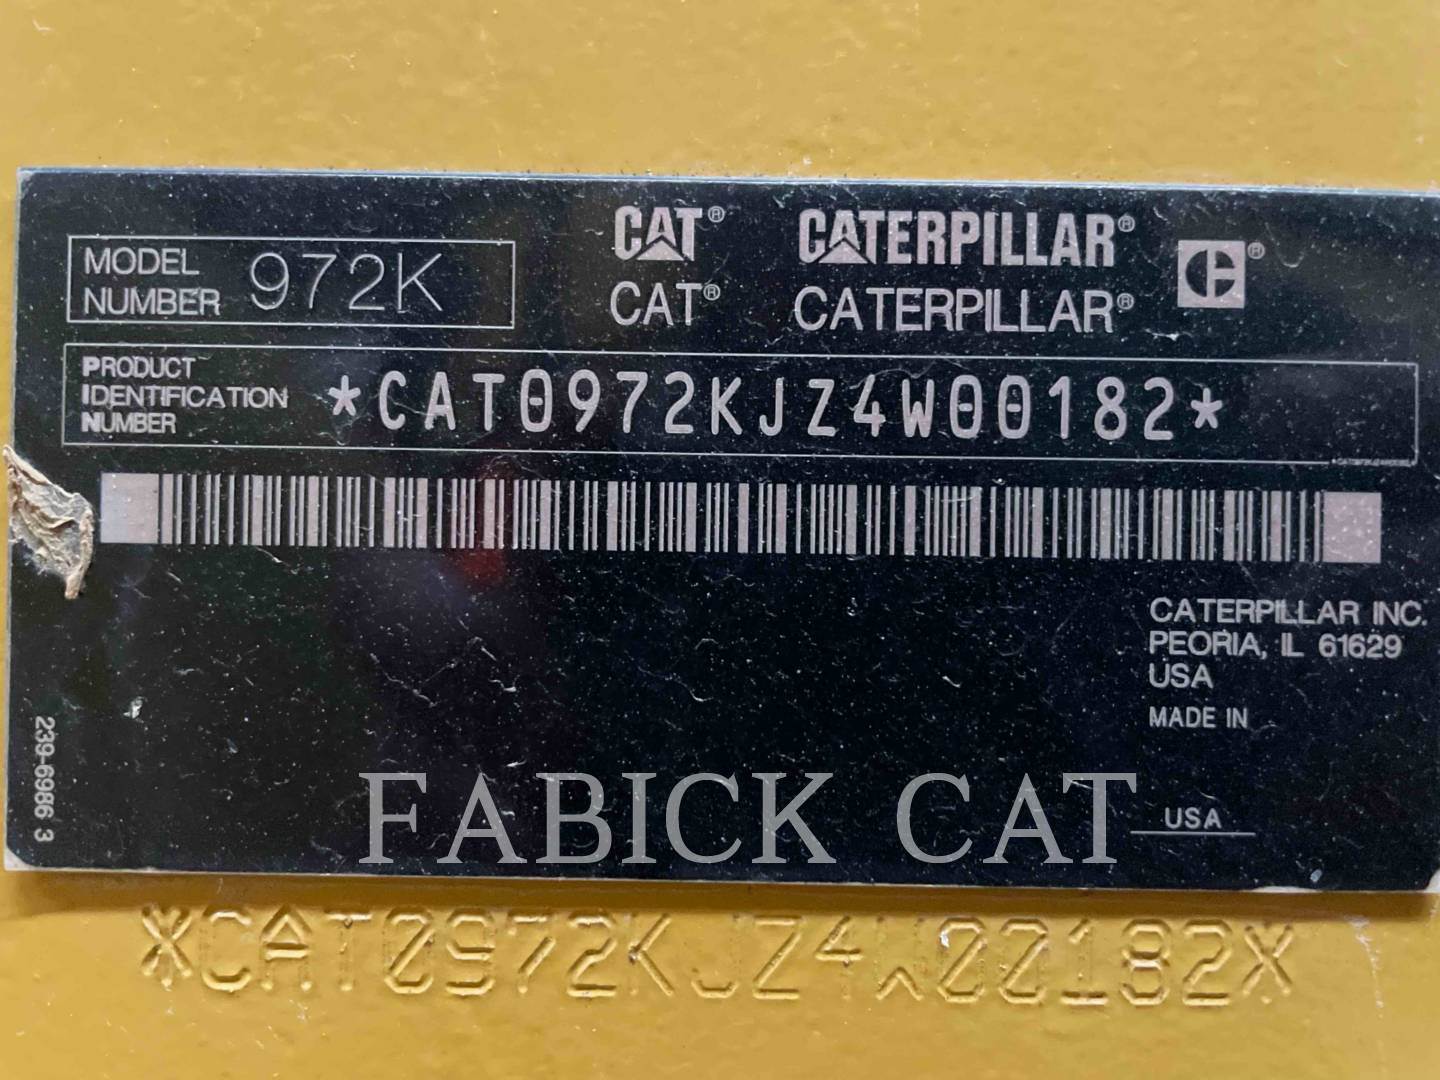 CAT® CATERPILLAR® ®
MODEL NUMBER 972K
CAT® CATERPILLAR®
PRODUCT IDENTIFICATION NUMBER *CAT0972KJZ4W00182*
CATERPILLAR INC.
PEORIA, IL 61629
USA
MADE IN
USA
239-6986 3
FABICK CAT
*CAT0972KJZ4W00182*